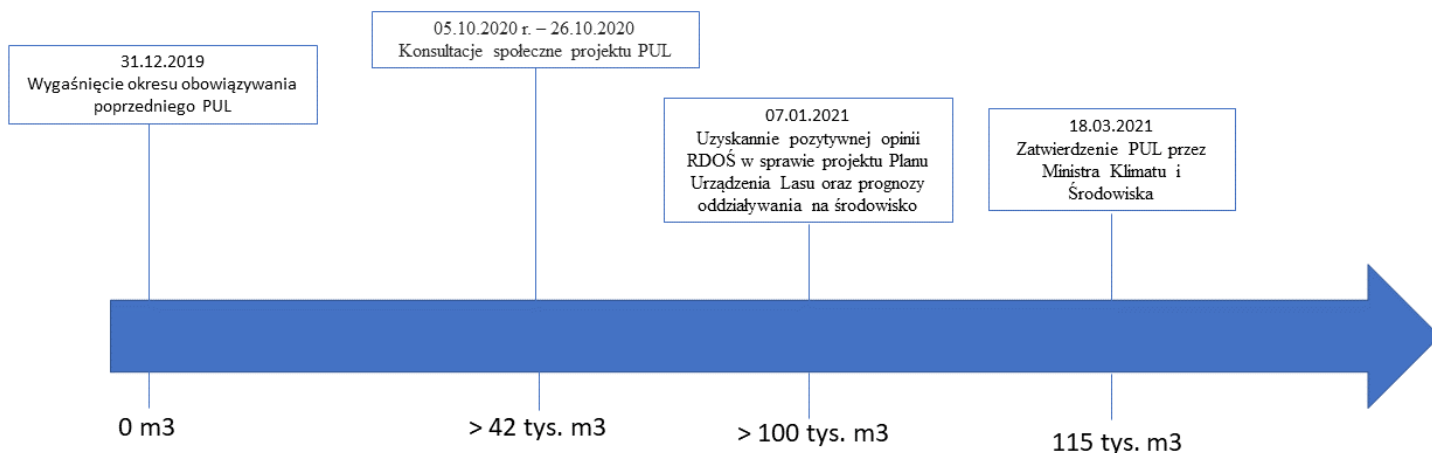 31.12.2019
Wygaśnięcie okresu obowiązywania
poprzedniego PUL
05.10.2020 r. – 26.10.2020
Konsultacje społeczne projektu PUL
07.01.2021
Uzyskannie pozytywnej opinii
RDOŚ w sprawie projektu Planu
Urządzenia Lasu oraz prognozy
oddziaływania na środowisko
18.03.2021
Zatwierdzenie PUL przez
Ministra Klimatu i
Środowiska
0 m3
> 42 tys. m3
> 100 tys. m3
115 tys. m3